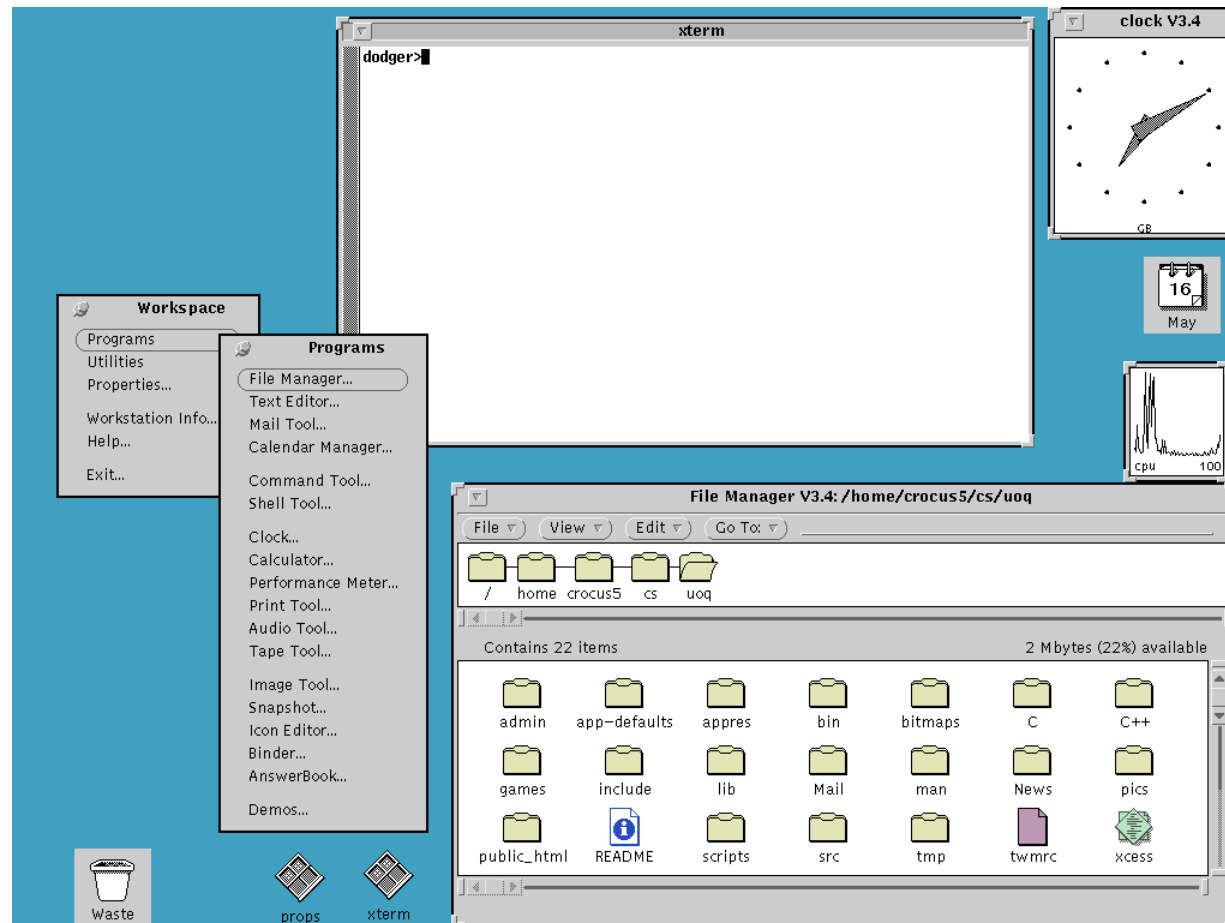 xterm
dodger>
clock V3.4
GB
16
May
cpu 100
Workspace
Programs
Utilities
Properties...
Workstation Info...
Help...
Exit...
Programs
File Manager...
Text Editor...
Mail Tool...
Calendar Manager...
Command Tool...
Shell Tool...
Clock...
Calculator...
Performance Meter...
Print Tool...
Audio Tool...
Tape Tool...
Image Tool...
Snapshot...
Icon Editor...
Binder...
AnswerBook...
Demos...
File Manager V3.4: /home/crocus5/cs/uoq
File View Edit Go To:
/ home crocus5 cs uoq
Contains 22 items 2 Mbytes (22%) available
admin app-defaults appres bin bitmaps C C++
games include lib Mail man News pics
public_html README scripts src tmp twmrc xcess
Waste props xterm